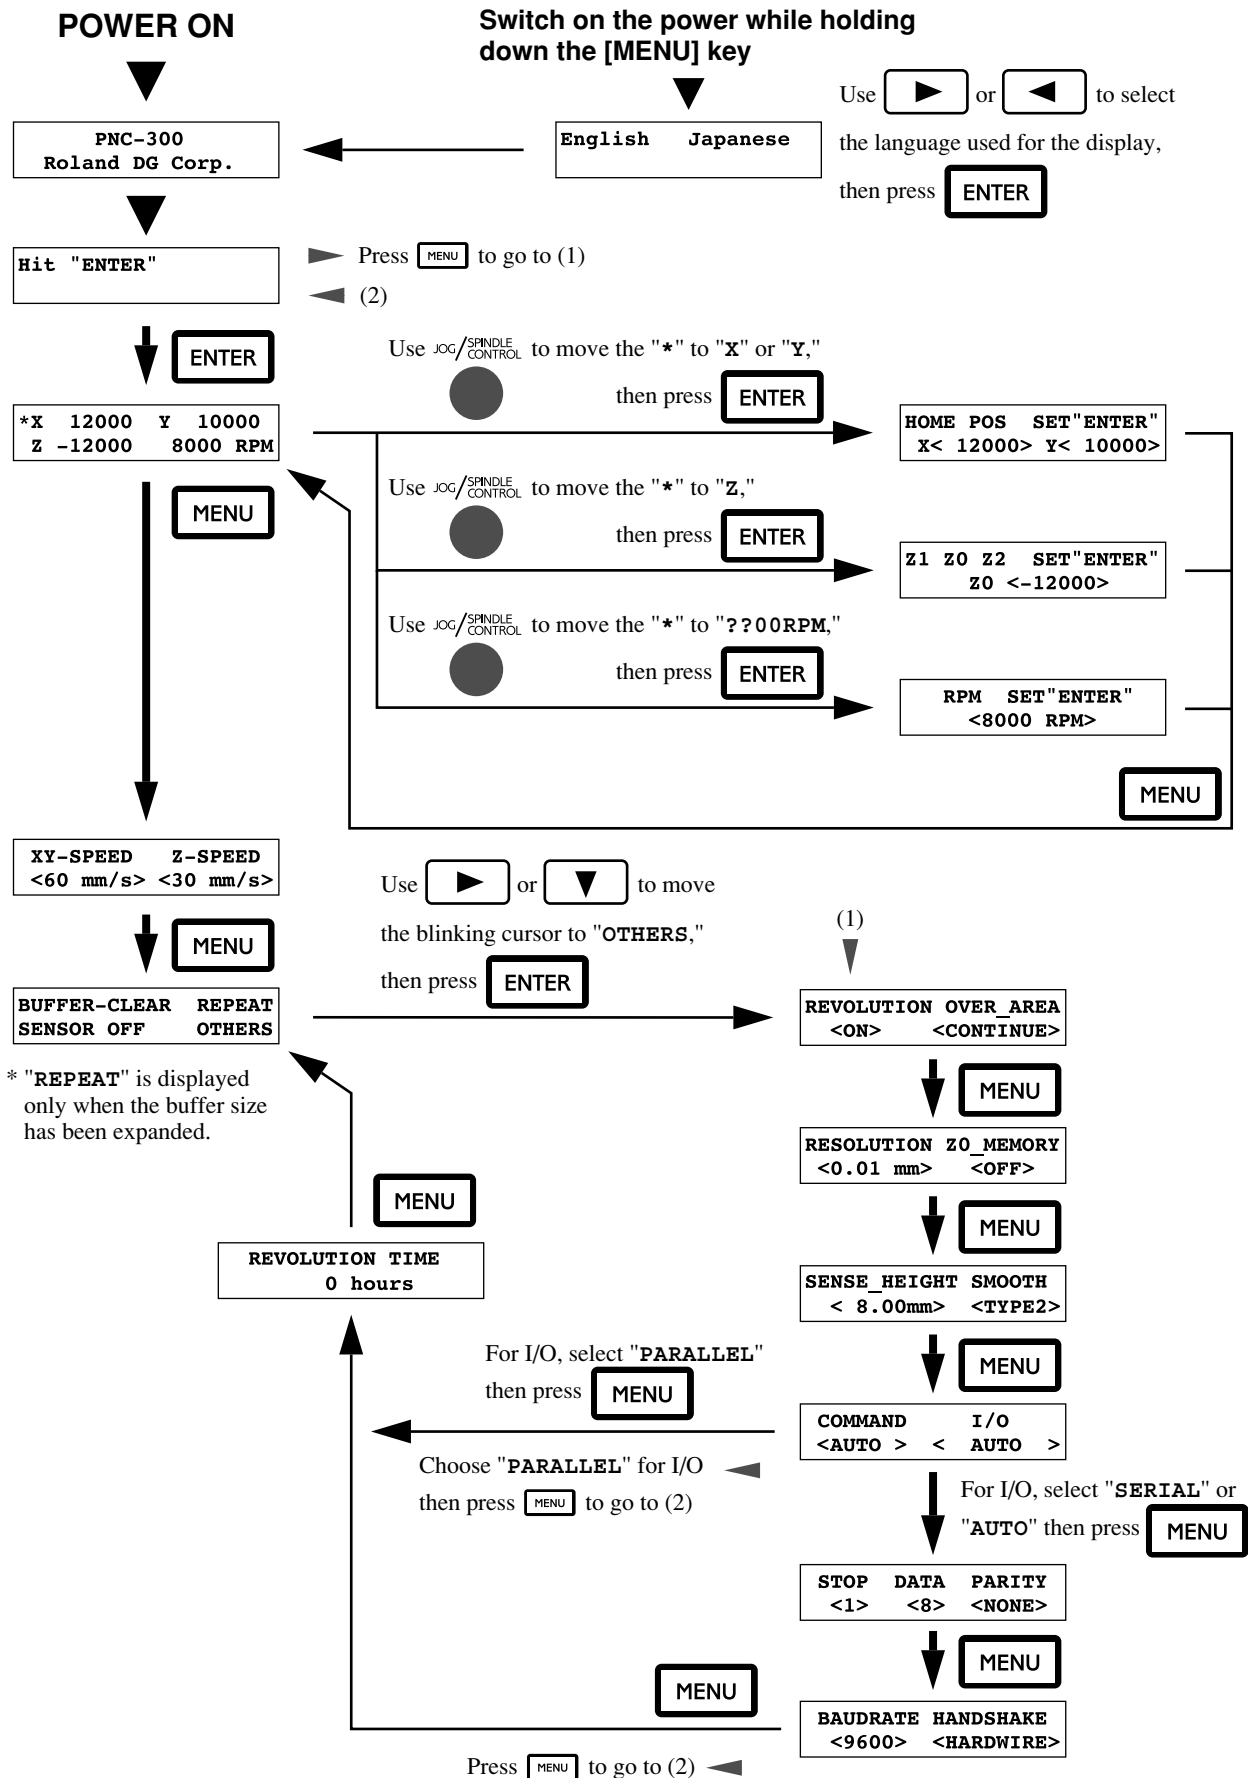 POWER ON
Switch on the power while holding
down the [MENU] key
Use ▶ or ◀ to select
the language used for the display,
then press ENTER
PNC-300
Roland DG Corp.
English Japanese
Hit "ENTER"
Press MENU to go to (1)
(2)
ENTER
Use JOG/SPINDLE CONTROL to move the "*" to "X" or "Y,"
then press ENTER
*X 12000 Y 10000
Z -12000 8000 RPM
HOME POS SET"ENTER"
X< 12000> Y< 10000>
MENU
Use JOG/SPINDLE CONTROL to move the "*" to "Z,"
then press ENTER
Z1 Z0 Z2 SET"ENTER"
Z0 <-12000>
Use JOG/SPINDLE CONTROL to move the "*" to "??00RPM,"
then press ENTER
RPM SET"ENTER"
<8000 RPM>
MENU
XY-SPEED Z-SPEED
<60 mm/s> <30 mm/s>
MENU
Use ▶ or ▼ to move
the blinking cursor to "OTHERS,"
then press ENTER
BUFFER-CLEAR REPEAT
SENSOR OFF OTHERS
* "REPEAT" is displayed
only when the buffer size
has been expanded.
(1)
REVOLUTION OVER_AREA
<ON> <CONTINUE>
MENU
RESOLUTION Z0_MEMORY
<0.01 mm> <OFF>
MENU
SENSE_HEIGHT SMOOTH
< 8.00mm> <TYPE2>
MENU
MENU
REVOLUTION TIME
0 hours
For I/O, select "PARALLEL"
then press MENU
COMMAND I/O
<AUTO > < AUTO >
Choose "PARALLEL" for I/O
then press MENU to go to (2)
For I/O, select "SERIAL" or
"AUTO" then press MENU
STOP DATA PARITY
<1> <8> <NONE>
MENU
MENU
BAUDRATE HANDSHAKE
<9600> <HARDWIRE>
Press MENU to go to (2)